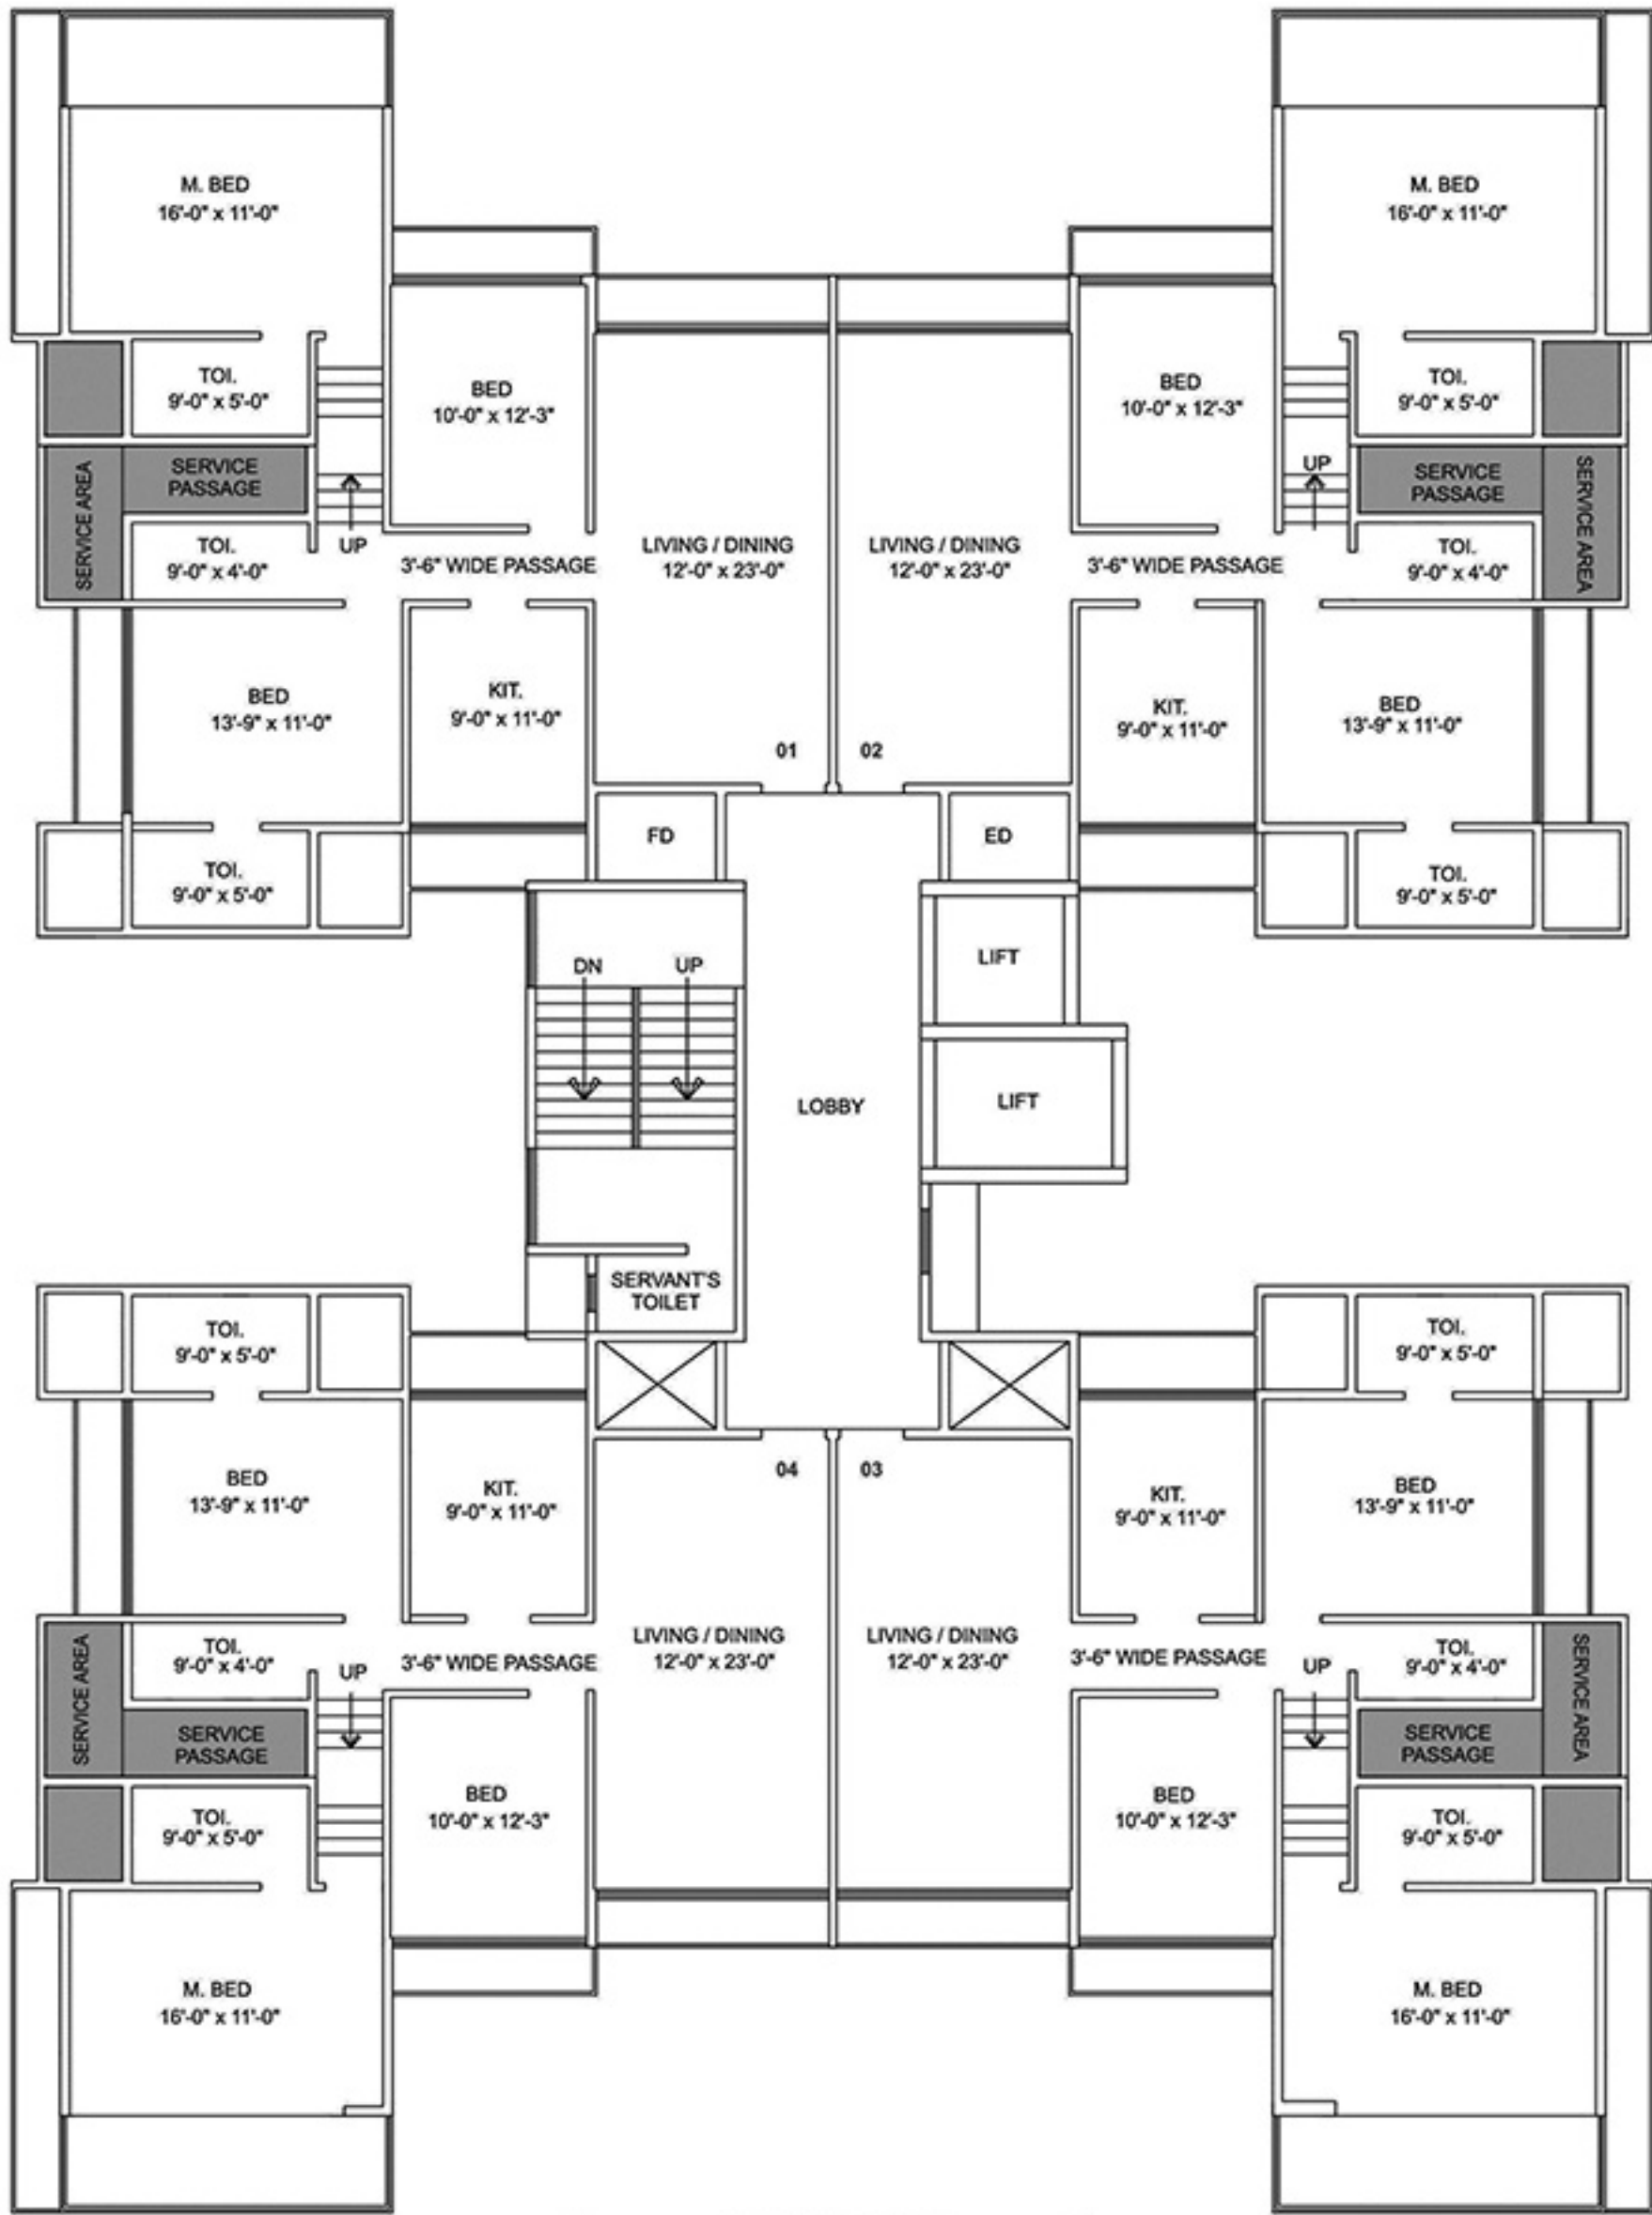 M. BED
16'-0" x 11'-0"
M. BED
16'-0" x 11'-0"
TOI.
9'-0" x 5'-0"
BED
10'-0" x 12'-3"
BED
10'-0" x 12'-3"
TOI.
9'-0" x 5'-0"
SERVICE AREA
SERVICE
PASSAGE
UP
SERVICE
PASSAGE
SERVICE AREA
TOI.
9'-0" x 4'-0"
UP
3'-6" WIDE PASSAGE
LIVING / DINING
12'-0" x 23'-0"
LIVING / DINING
12'-0" x 23'-0"
3'-6" WIDE PASSAGE
TOI.
9'-0" x 4'-0"
BED
13'-9" x 11'-0"
KIT.
9'-0" x 11'-0"
KIT.
9'-0" x 11'-0"
BED
13'-9" x 11'-0"
01
02
FD
ED
TOI.
9'-0" x 5'-0"
TOI.
9'-0" x 5'-0"
DN
UP
LIFT
LOBBY
LIFT
SERVANT'S
TOILET
TOI.
9'-0" x 5'-0"
TOI.
9'-0" x 5'-0"
04
03
BED
13'-9" x 11'-0"
KIT.
9'-0" x 11'-0"
KIT.
9'-0" x 11'-0"
BED
13'-9" x 11'-0"
SERVICE AREA
TOI.
9'-0" x 4'-0"
UP
3'-6" WIDE PASSAGE
LIVING / DINING
12'-0" x 23'-0"
LIVING / DINING
12'-0" x 23'-0"
3'-6" WIDE PASSAGE
UP
TOI.
9'-0" x 4'-0"
SERVICE AREA
SERVICE
PASSAGE
SERVICE
PASSAGE
TOI.
9'-0" x 5'-0"
BED
10'-0" x 12'-3"
BED
10'-0" x 12'-3"
TOI.
9'-0" x 5'-0"
M. BED
16'-0" x 11'-0"
M. BED
16'-0" x 11'-0"